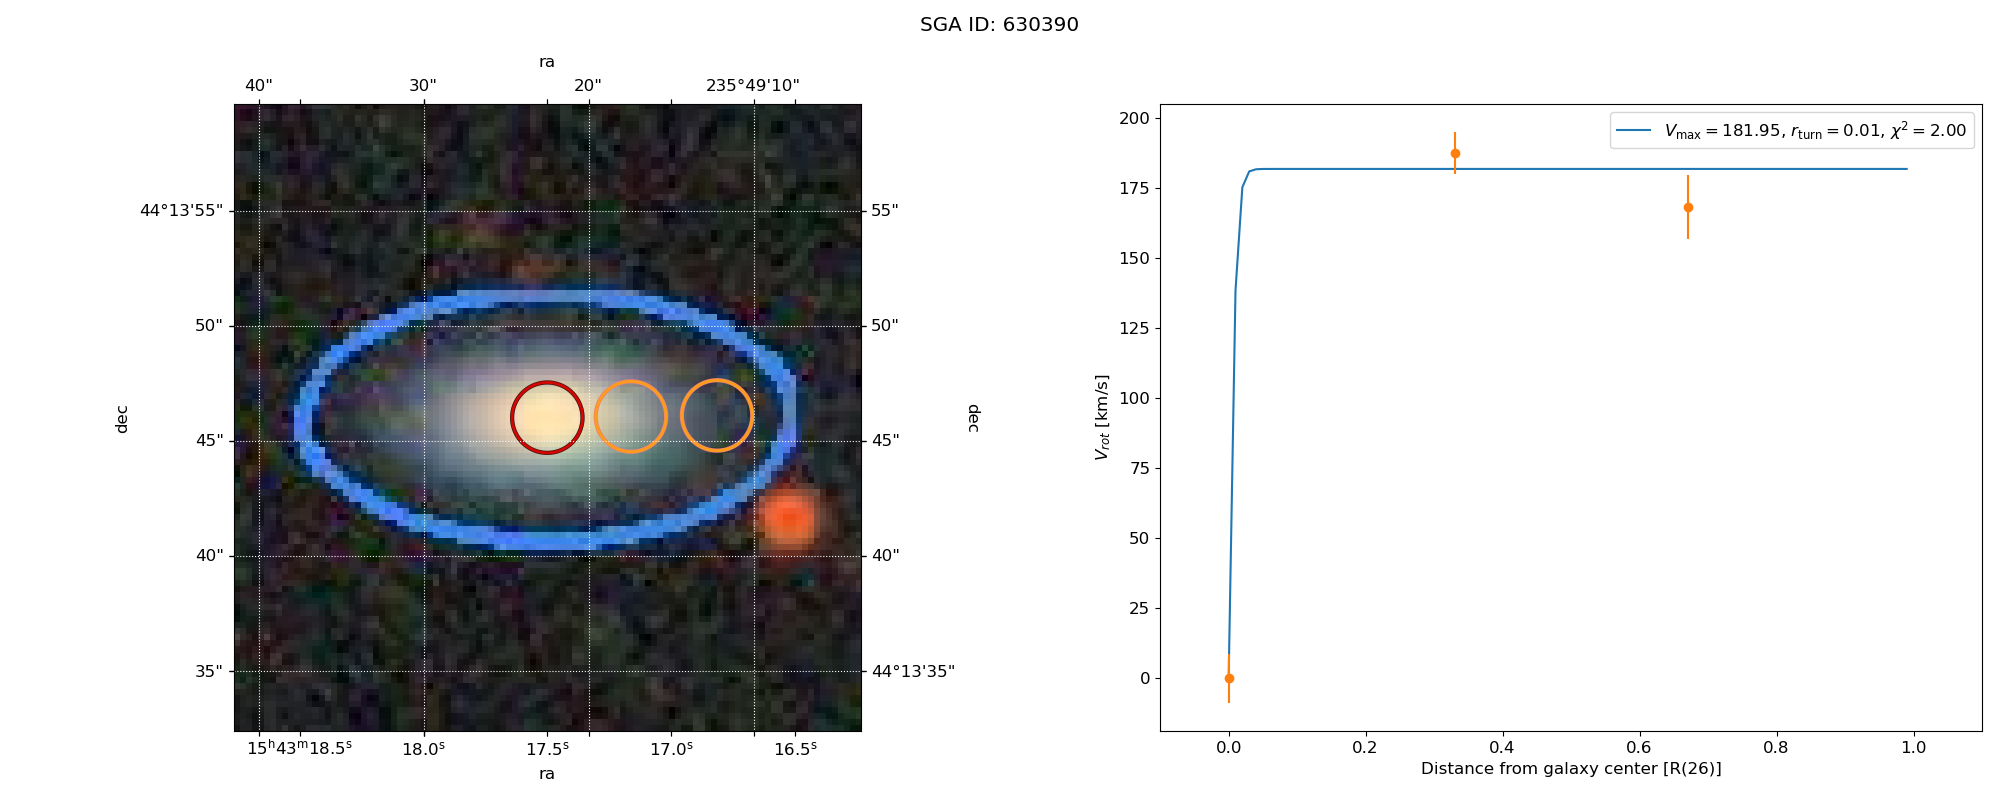 SGA ID: 630390
ra
40" 30" 20" 235°49'10"
44°13'55"
50"
45"
40"
35"
dec
55"
50"
45"
40"
44°13'35"
dec
15h43m18.5s 18.0s 17.5s 17.0s 16.5s
ra
Vmax = 181.95, rturn = 0.01, χ² = 2.00
200
175
150
125
100
75
50
25
0
Vrot [km/s]
0.0 0.2 0.4 0.6 0.8 1.0
Distance from galaxy center [R(26)]